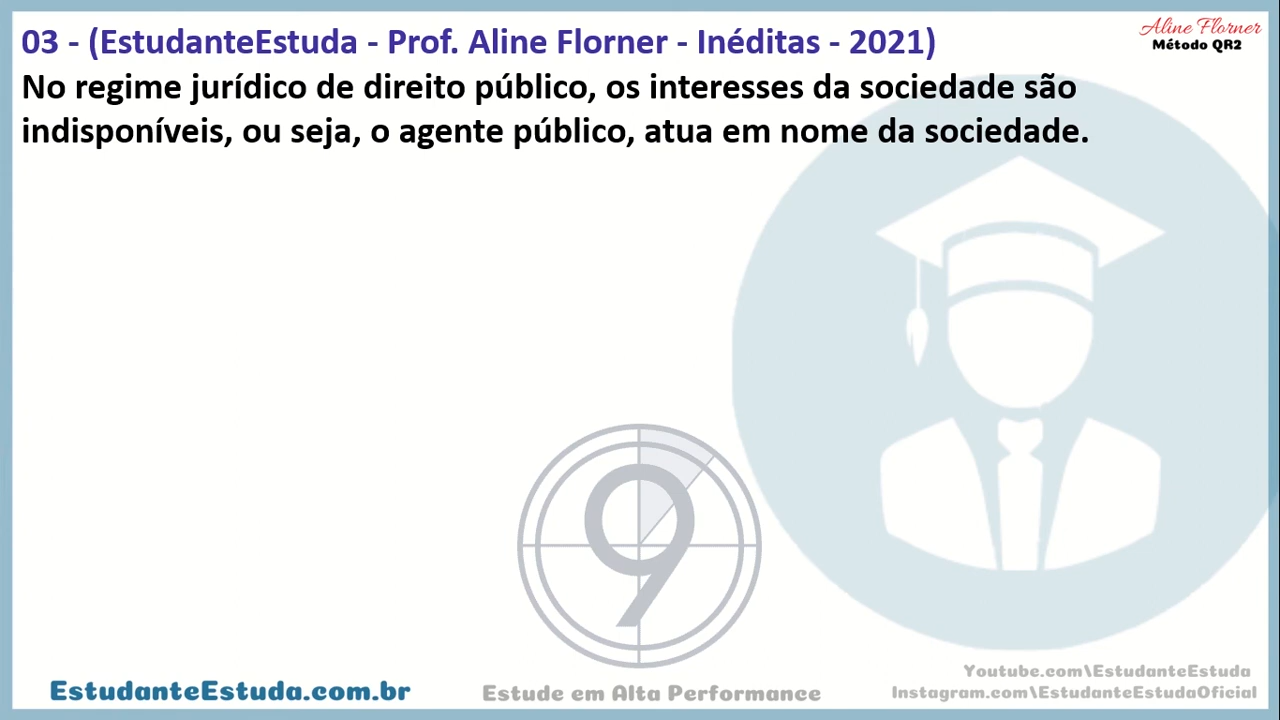 03 - (EstudanteEstuda - Prof. Aline Florner - Inéditas - 2021)
Aline Florner
Método QR2
No regime jurídico de direito público, os interesses da sociedade são
indisponíveis, ou seja, o agente público, atua em nome da sociedade.
9
EstudanteEstuda.com.br
Estude em Alta Performance
Youtube.com\EstudanteEstuda
Instagram.com\EstudanteEstudaOficial